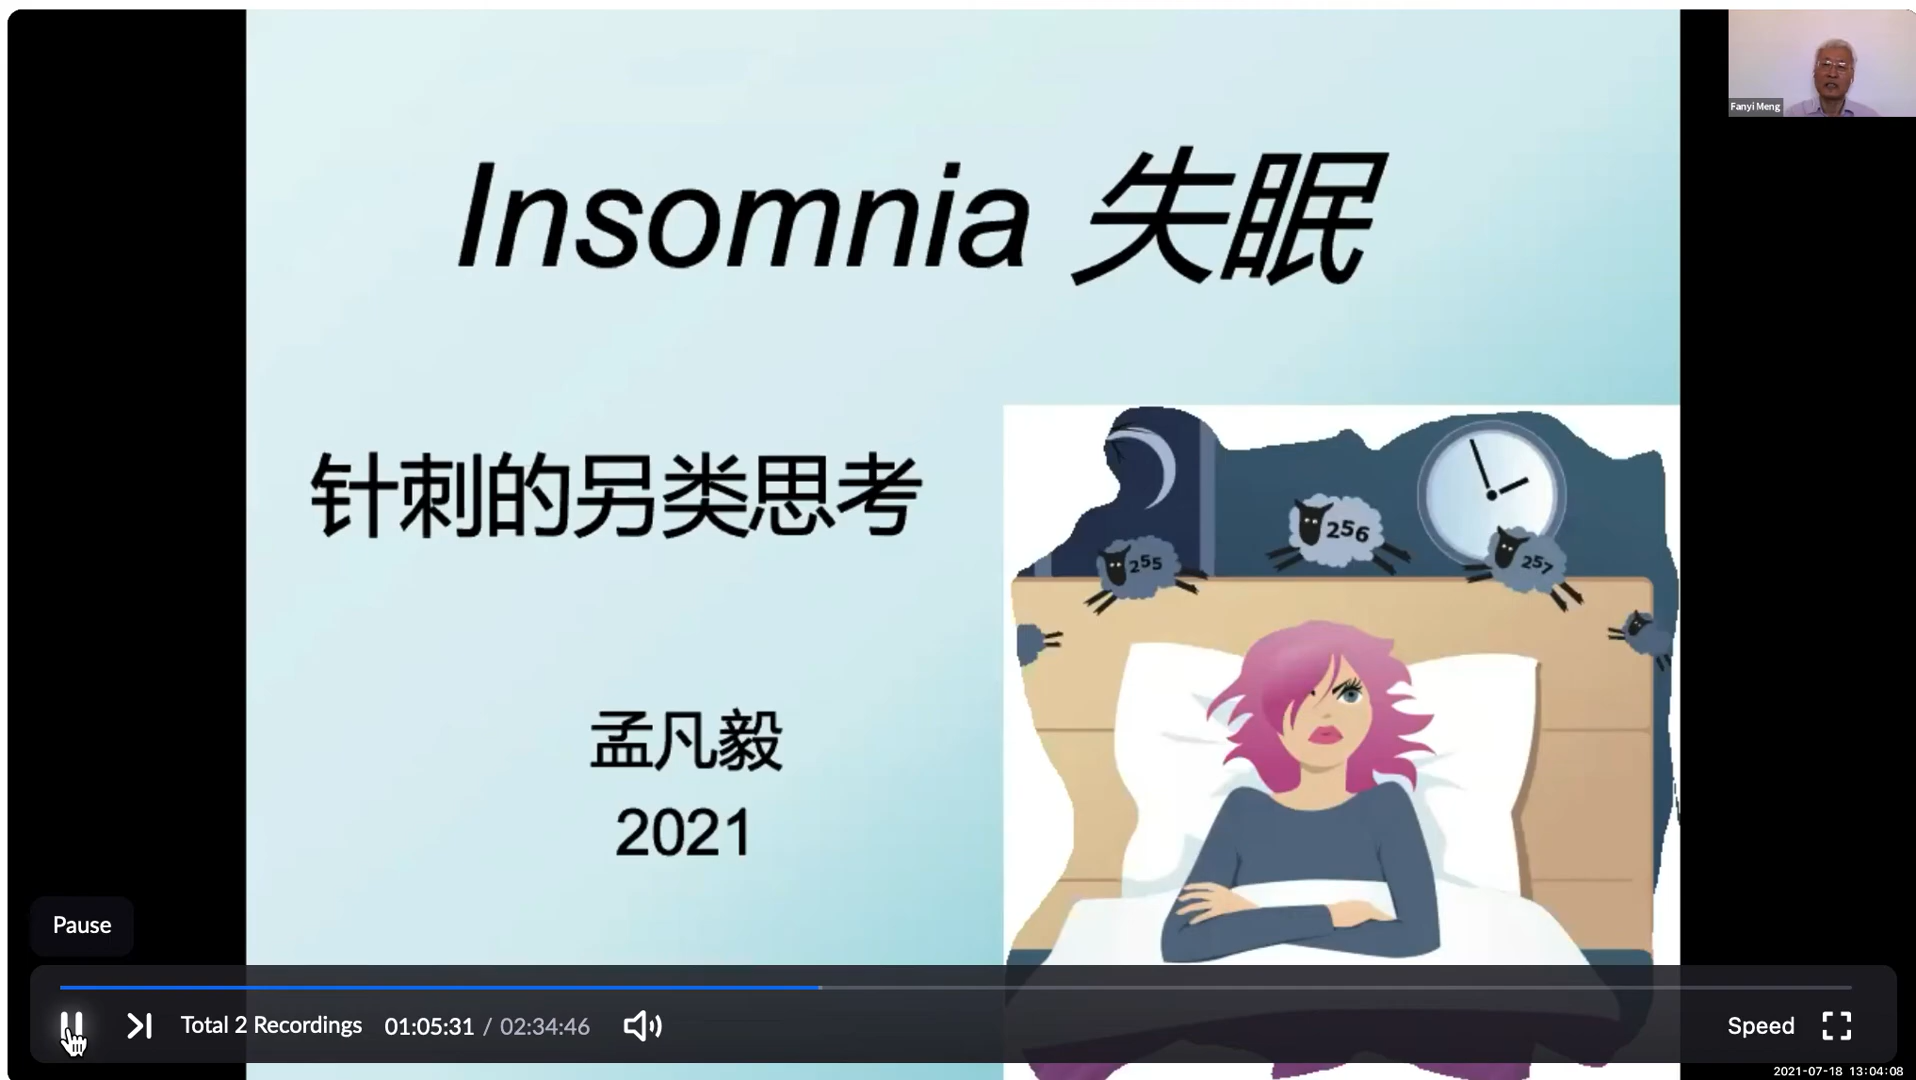 Fanyi Meng
Insomnia 失眠
针刺的另类思考
孟凡毅
2021
255
256
257
Pause
Total 2 Recordings 01:05:31 / 02:34:46 Speed
2021-07-18 13:04:08